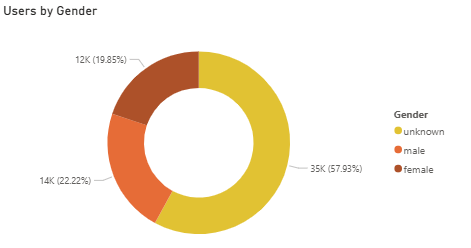 Users by Gender
12K (19.85%)
14K (22.22%)
35K (57.93%)
Gender
unknown
male
female